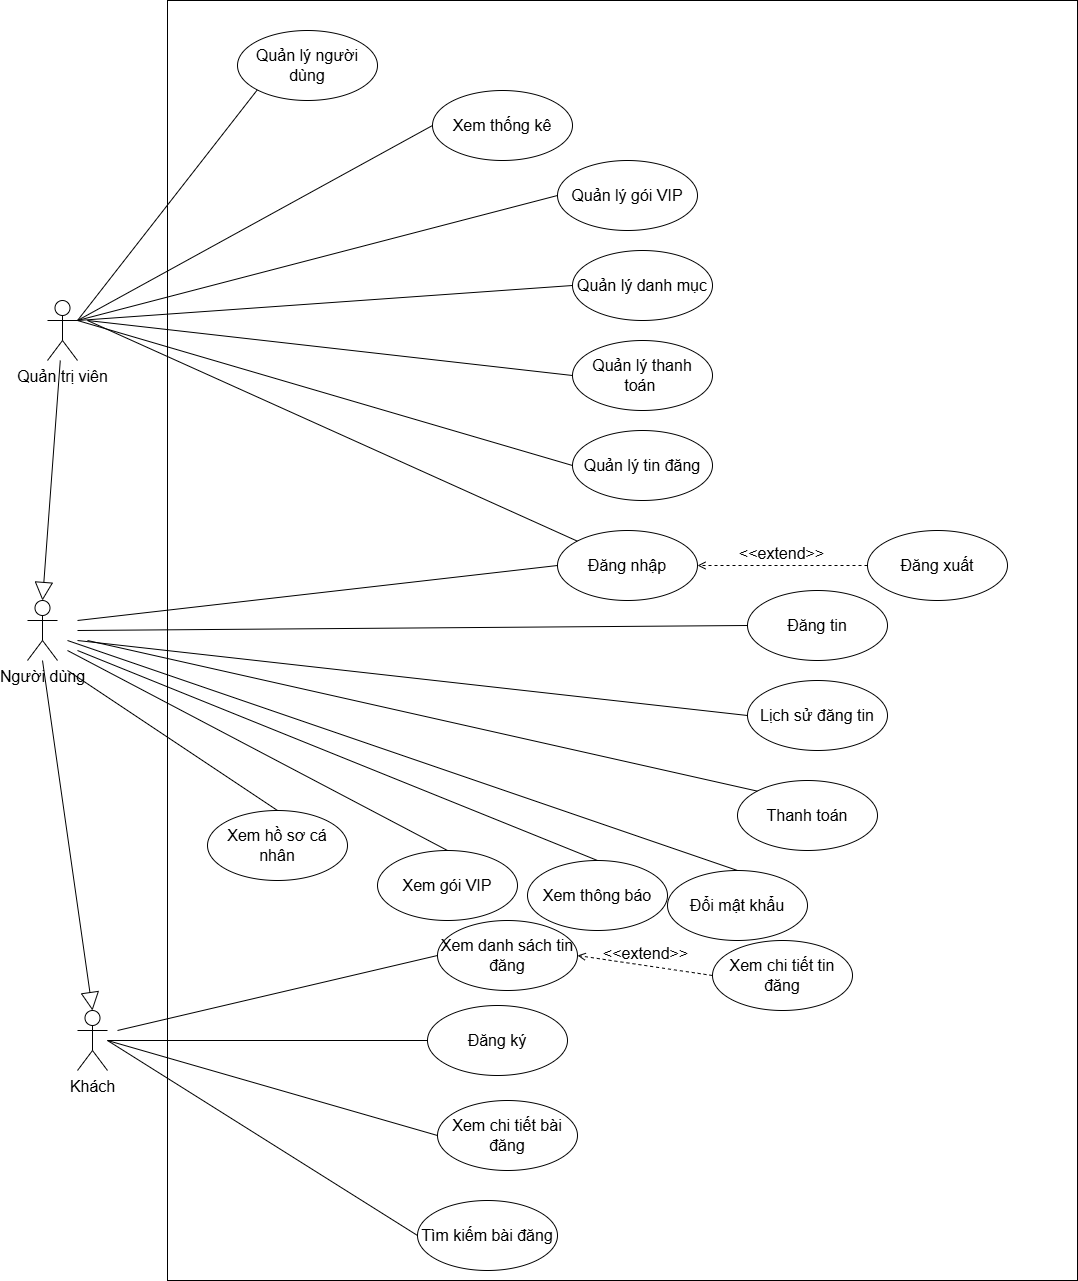 Quản lý người
dùng
Xem thống kê
Quản lý gói VIP
Quản lý danh mục
Quản trị viên
Quản lý thanh
toán
Quản lý tin đăng
Đăng nhập
<<extend>>
Đăng xuất
Đăng tin
Người dùng
Lịch sử đăng tin
Thanh toán
Xem hồ sơ cá
nhân
Xem gói VIP
Xem thông báo
Đổi mật khẩu
Xem danh sách tin
đăng
<<extend>>
Xem chi tiết tin
đăng
Đăng ký
Khách
Xem chi tiết bài
đăng
Tìm kiếm bài đăng